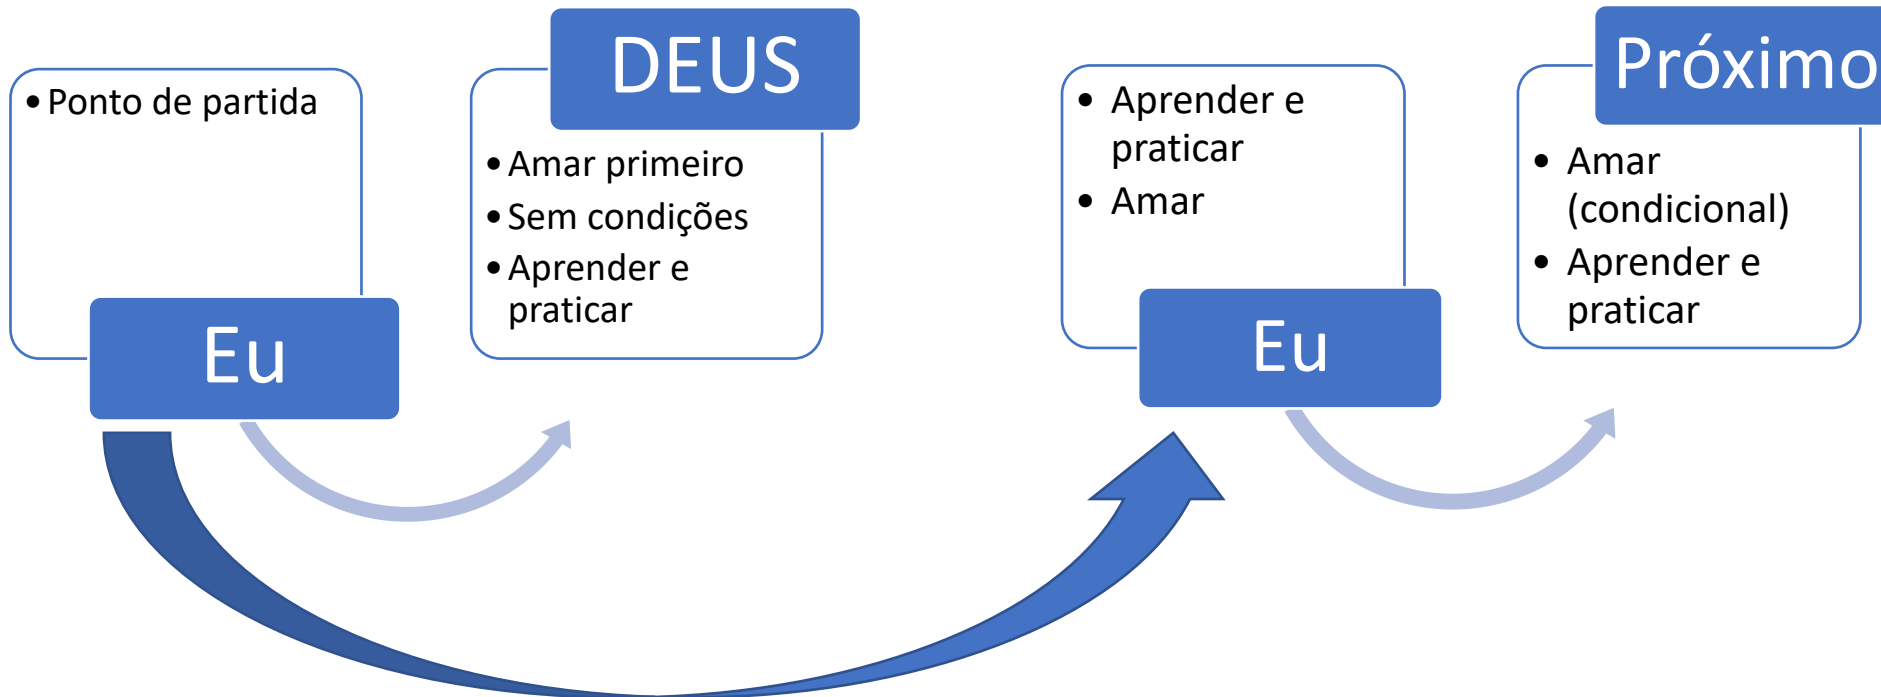 • Ponto de partida
Eu
DEUS
• Amar primeiro
• Sem condições
• Aprender e
praticar
• Aprender e
praticar
• Amar
Eu
Próximo
• Amar
(condicional)
• Aprender e
praticar